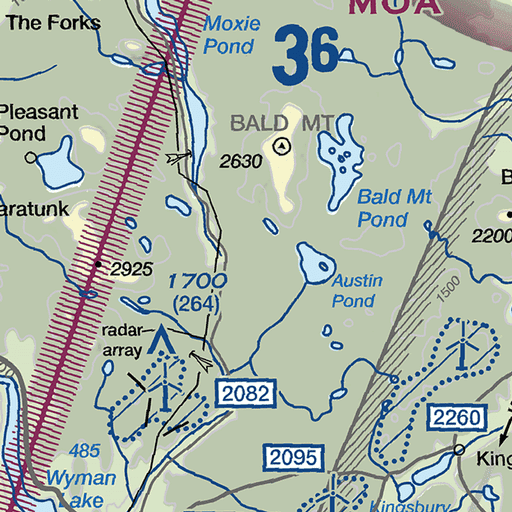 MOA
The Forks
Moxie
Pond
36
Pleasant
Pond
BALD MT
2630
B
Bald Mt
Pond
aratunk
2200
2925
1700
(264)
Austin
Pond
1500
radar
array
2082
2260
485
Wyman
Lake
2095
King
Kingsbury